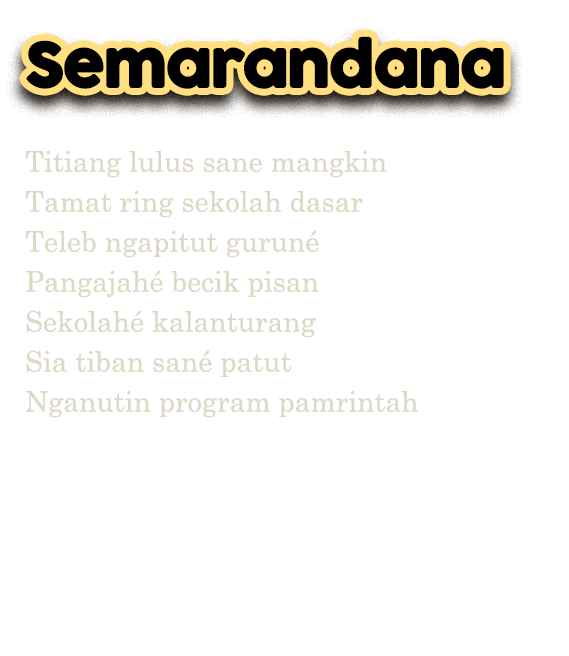 Semarandana
Titiang lulus sane mangkin
Tamat ring sekolah dasar
Teleb ngapitut guruné
Pangajahé becik pisan
Sekolahé kalanturang
Sia tiban sané patut
Nganutin program pamrintah